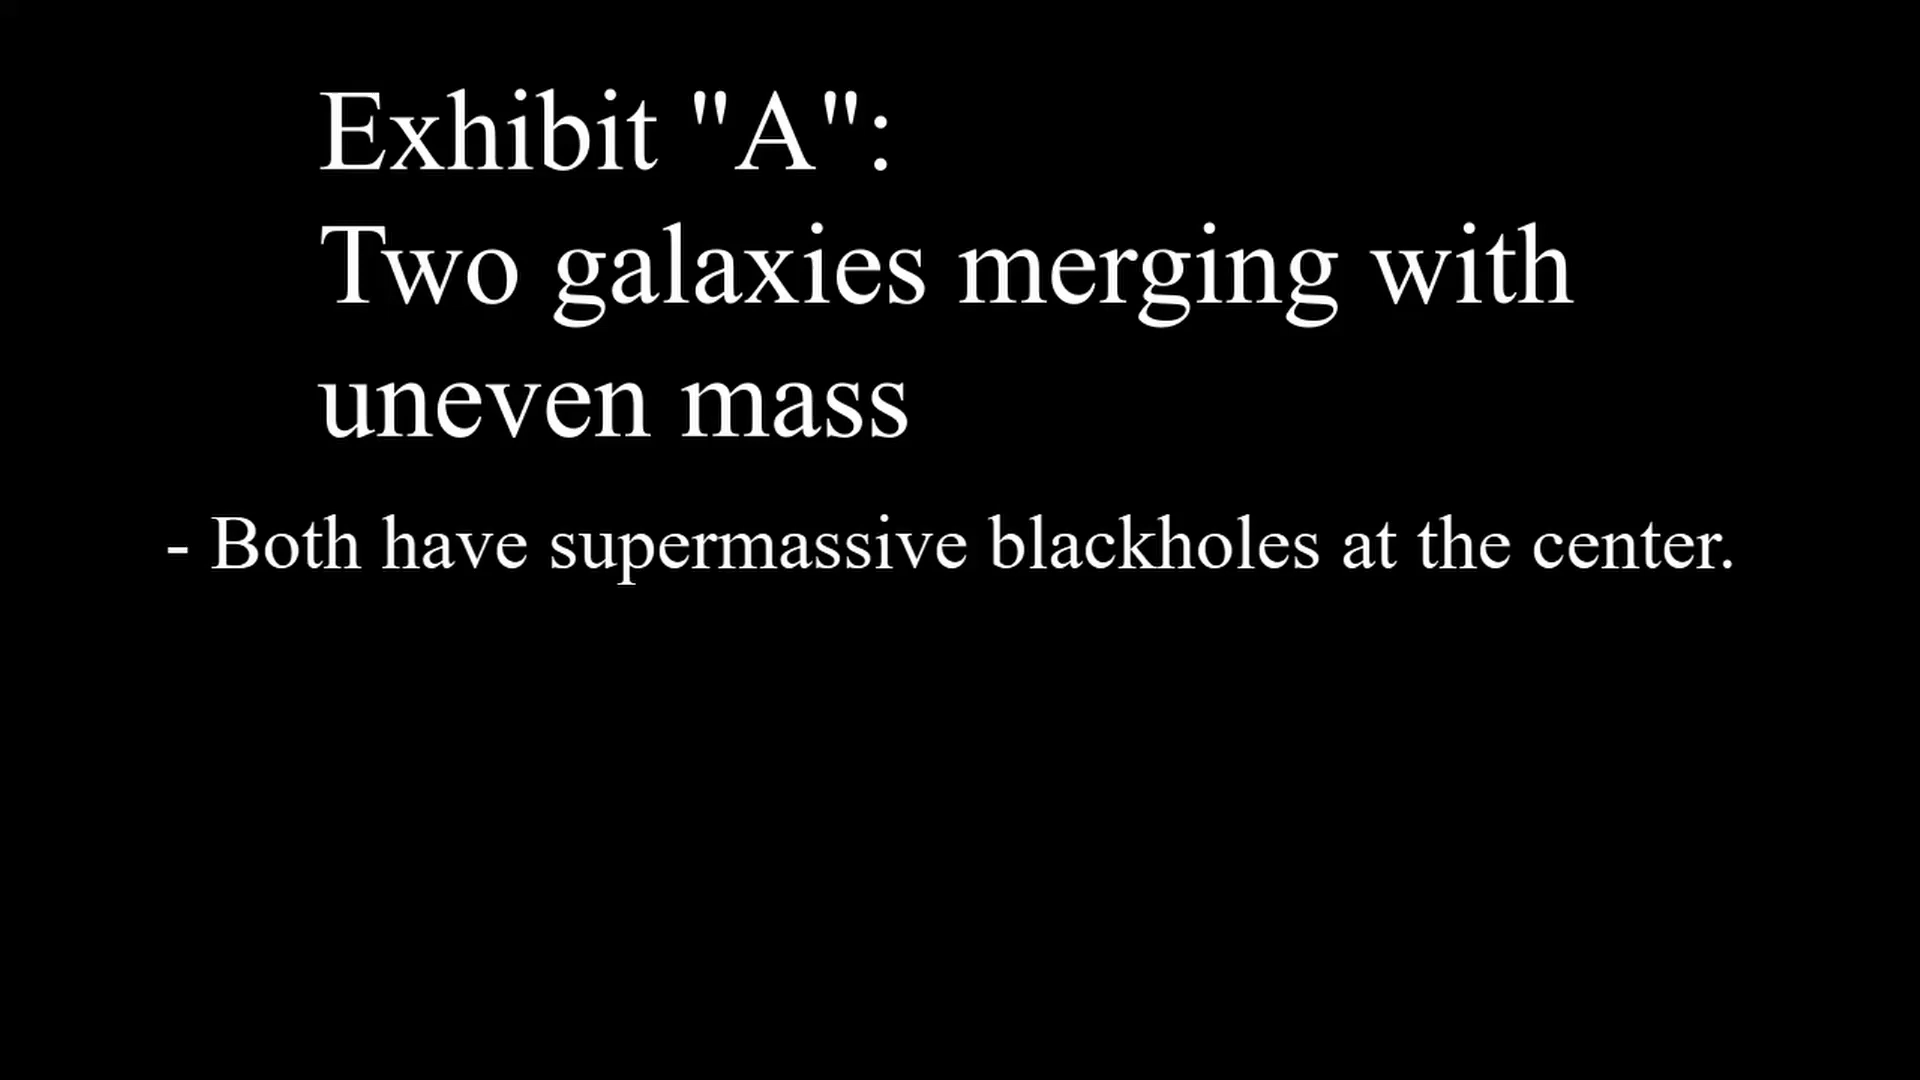 Exhibit "A":
Two galaxies merging with
uneven mass
- Both have supermassive blackholes at the center.